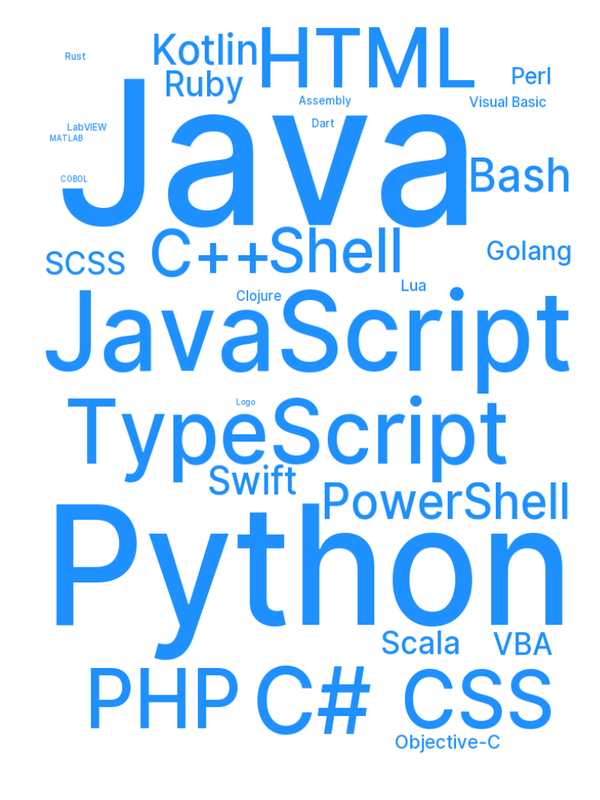 Kotlin
HTML
Rust
Ruby
Perl
Assembly
Visual Basic
Java
Dart
LabVIEW
MATLAB
Bash
COBOL
C++
Shell
Golang
SCSS
Lua
Clojure
JavaScript
Logo
TypeScript
Swift
PowerShell
Python
Scala
VBA
PHP
C#
CSS
Objective-C